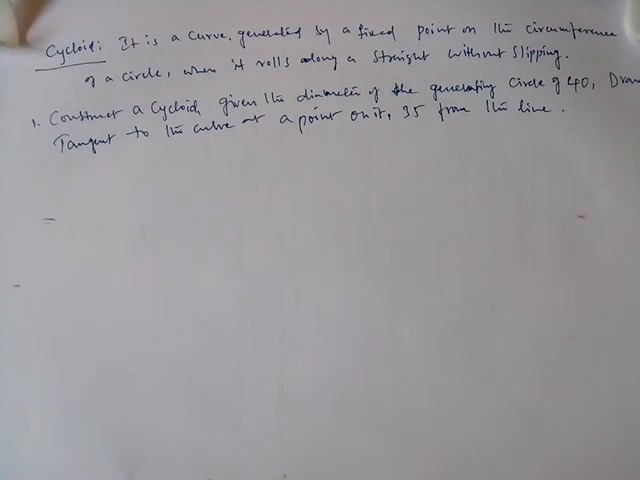 Cycloid: It is a curve, generated by a fixed point on the circumference
of a circle, when it rolls along a straight without slipping.
1. Construct a cycloid, given the diameter of the generating circle of 40, Draw
Tangent to the curve at a point on it, 35 from the line.